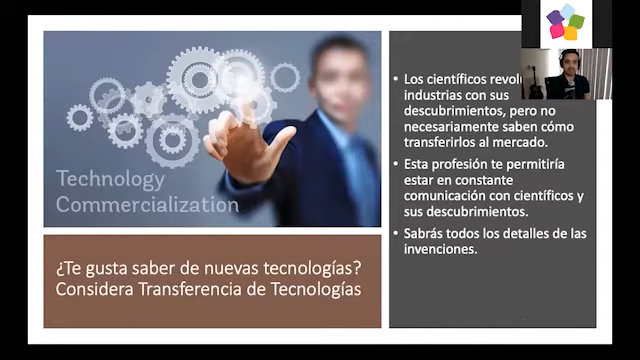 Technology
Commercialization
¿Te gusta saber de nuevas tecnologías?
Considera Transferencia de Tecnologías
• Los científicos
industrias con sus
descubrimientos, pero no
necesariamente saben cómo
transferirlos al mercado.
• Esta profesión te permitiría
estar en constante
comunicación con científicos y
sus descubrimientos.
• Sabrás todos los detalles de las
invenciones.